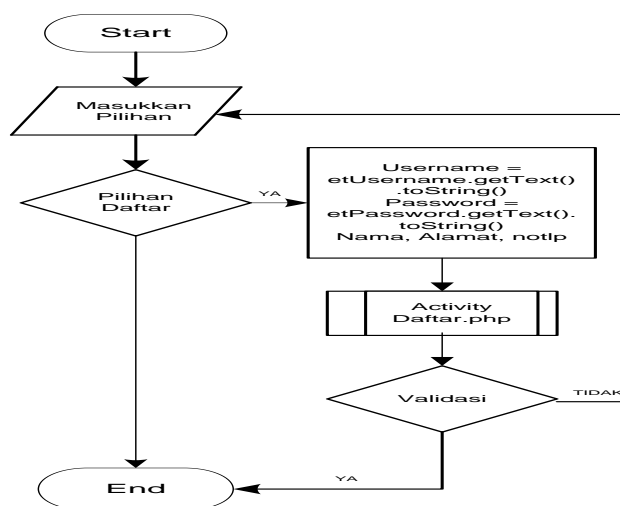 Start
Masukkan
Pilihan
Pilihan
Daftar
YA
Username =
etUsername.getText()
.toString()
Password =
etPassword.getText().
toString()
Nama, Alamat, notlp
Activity
Daftar.php
Validasi
TIDAK
YA
End